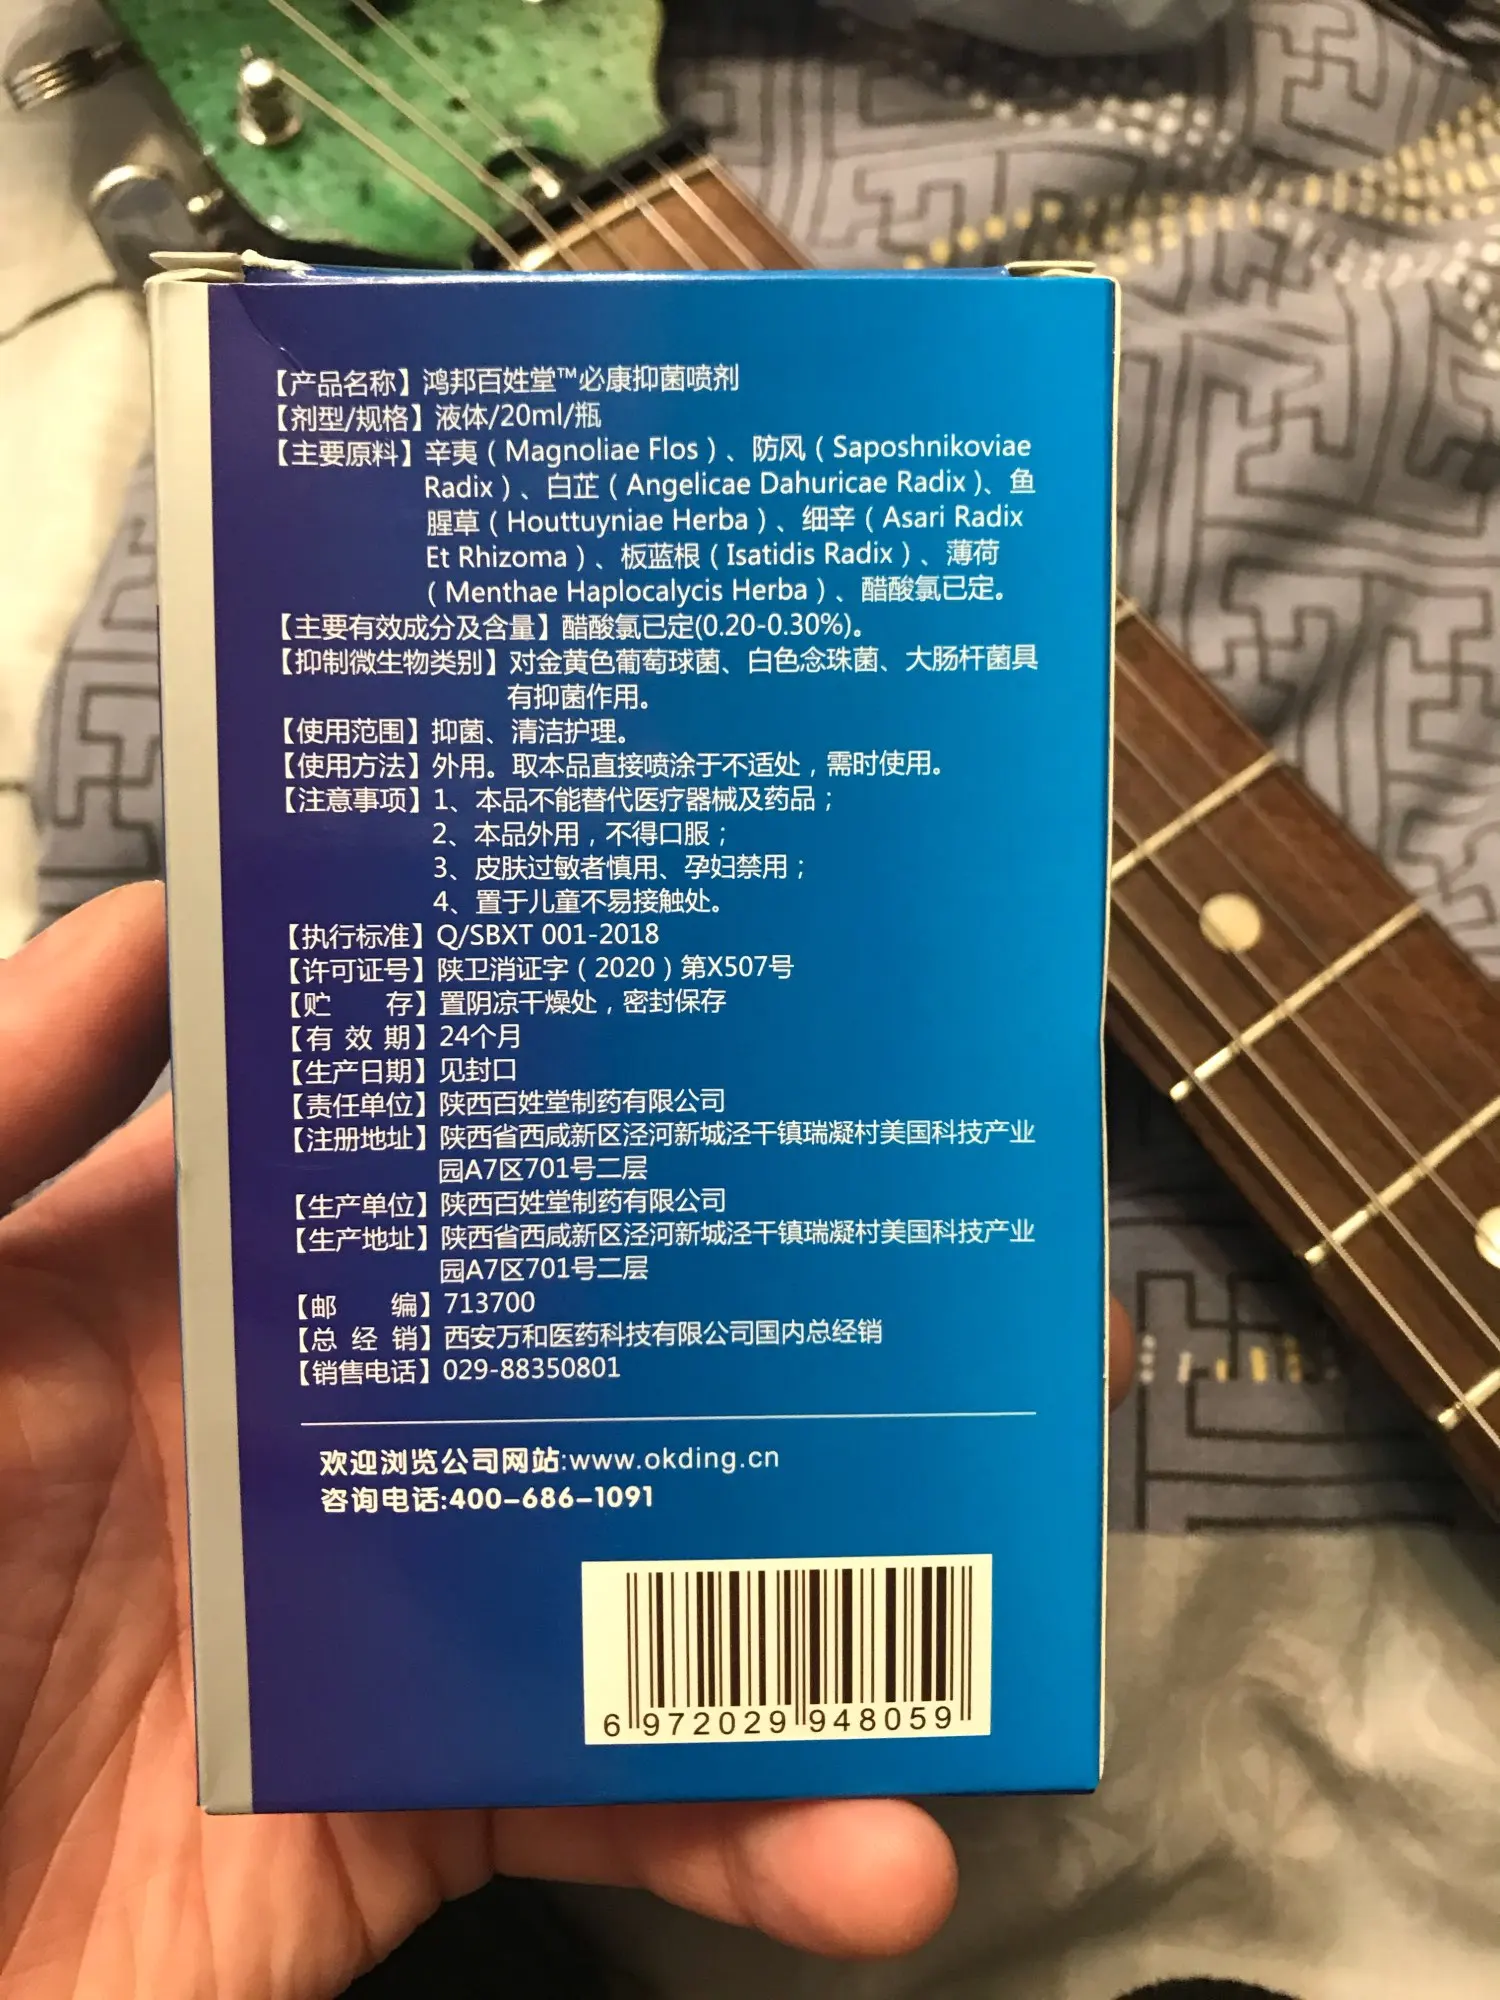 【产品名称】鸿邦百姓堂™必康抑菌喷剂
【剂型/规格】液体/20ml/瓶
【主要原料】辛夷（Magnoliae Flos）、防风（Saposhnikoviae
Radix）、白芷（Angelicae Dahuricae Radix）、鱼
腥草（Houttuyniae Herba）、细辛（Asari Radix
Et Rhizoma）、板蓝根（Isatidis Radix）、薄荷
（Menthae Haplocalycis Herba）、醋酸氯已定。
【主要有效成分及含量】醋酸氯已定(0.20-0.30%)。
【抑制微生物类别】对金黄色葡萄球菌、白色念珠菌、大肠杆菌具
有抑菌作用。
【使用范围】抑菌、清洁护理。
【使用方法】外用。取本品直接喷涂于不适处，需时使用。
【注意事项】1、本品不能替代医疗器械及药品；
2、本品外用，不得口服；
3、皮肤过敏者慎用、孕妇禁用；
4、置于儿童不易接触处。
【执行标准】Q/SBXT 001-2018
【许可证号】陕卫消证字（2020）第X507号
【贮 存】置阴凉干燥处，密封保存
【有 效 期】24个月
【生产日期】见封口
【责任单位】陕西百姓堂制药有限公司
【注册地址】陕西省西咸新区泾河新城泾干镇瑞凝村美国科技产业
园A7区701号二层
【生产单位】陕西百姓堂制药有限公司
【生产地址】陕西省西咸新区泾河新城泾干镇瑞凝村美国科技产业
园A7区701号二层
【邮 编】713700
【总 经 销】西安万和医药科技有限公司国内总经销
【销售电话】029-88350801
欢迎浏览公司网站:www.okding.cn
咨询电话:400-686-1091
6 972029 948059